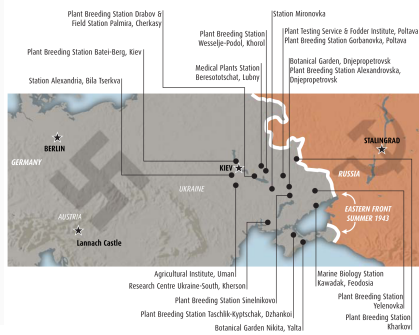 Plant Breeding Station Drabov &
Field Station Palmira, Cherkasy
Station Mironovka
Plant Breeding Station
Wesselje-Podol, Khorol
Plant Testing Service & Fodder Institute, Poltava
Plant Breeding Station Gorbanovka, Poltava
Plant Breeding Station Batei-Berg, Kiev
Medical Plants Station
Beresotoschat, Lubny
Botanical Garden, Dnjepropetrovsk
Plant Breeding Station Alexandrovska,
Dnjepropetrovsk
Station Alexandria, Bila Tserkva
BERLIN
GERMANY
STALINGRAD
KIEV
RUSSIA
UKRAINE
AUSTRIA
Lannach Castle
EASTERN FRONT
SUMMER 1943
Agricultural Institute, Uman
Research Centre Ukraine-South, Kherson
Plant Breeding Station Sinelnikovo
Plant Breeding Station Taschlik-Kyptschak, Dzhankoi
Botanical Garden Nikita, Yalta
Marine Biology Station
Kawadak, Feodosia
Plant Breeding Station
Yelenovka
Plant Breeding Station
Kharkov